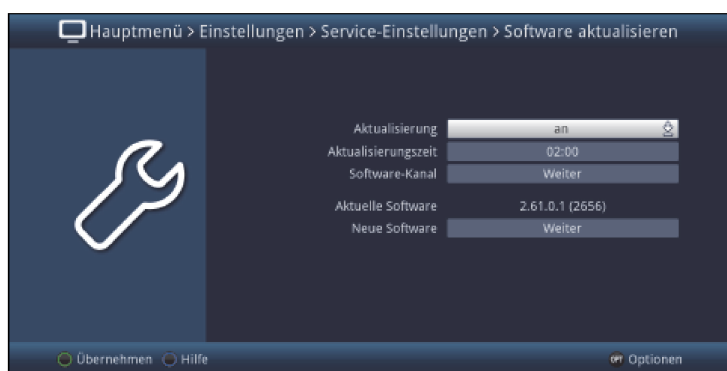 Hauptmenü > Einstellungen > Service-Einstellungen > Software aktualisieren
Aktualisierung an
Aktualisierungszeit 02:00
Software-Kanal Weiter
Aktuelle Software 2.61.0.1 (2656)
Neue Software Weiter
Übernehmen Hilfe OPT Optionen